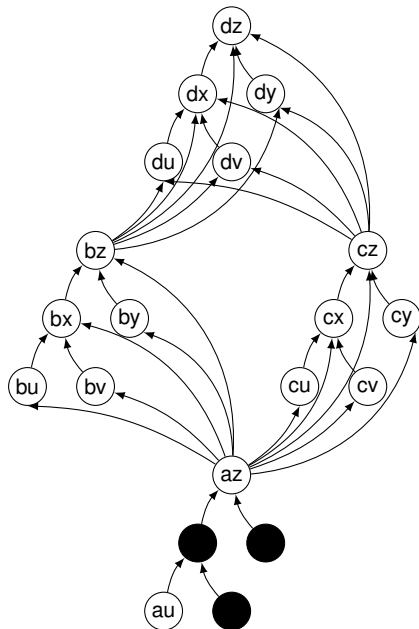 dz
dx dy
du dv
bz cz
bx by cx cy
bu bv cu cv
az
au